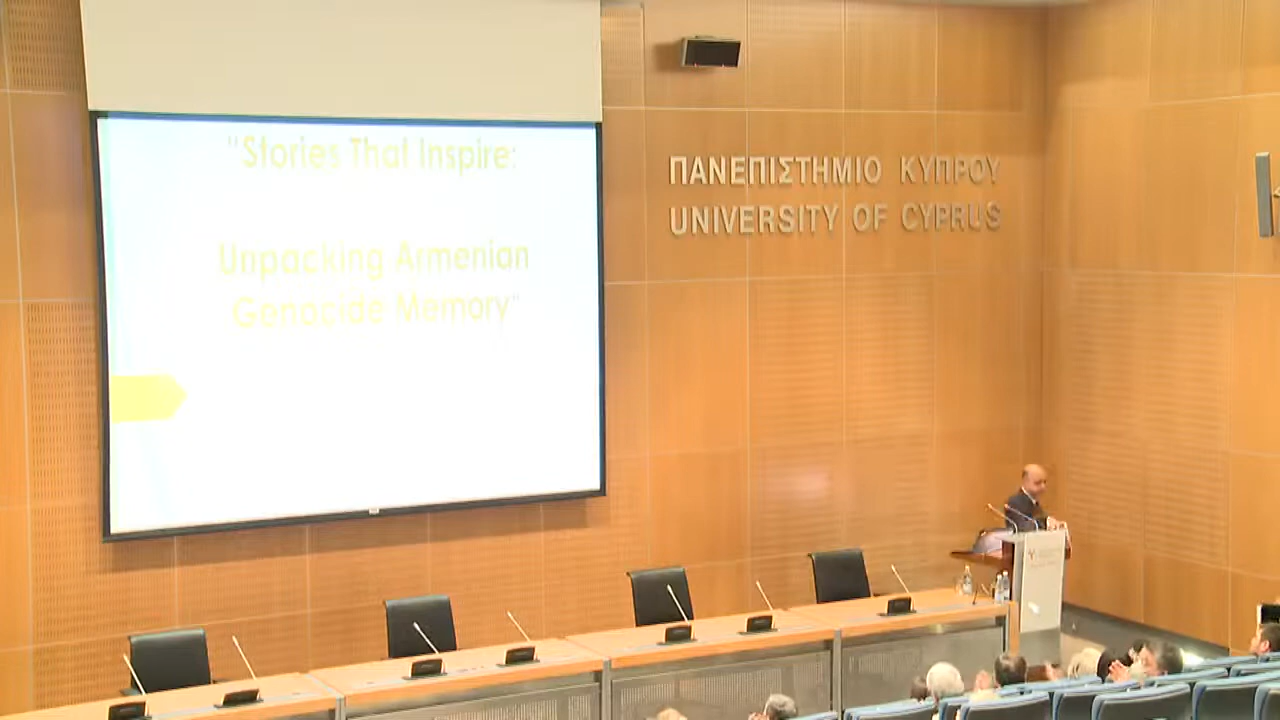 "Stories That Inspire:
Unpacking Armenian
Genocide Memory"
ΠΑΝΕΠΙΣΤΗΜΙΟ ΚΥΠΡΟΥ
UNIVERSITY OF CYPRUS